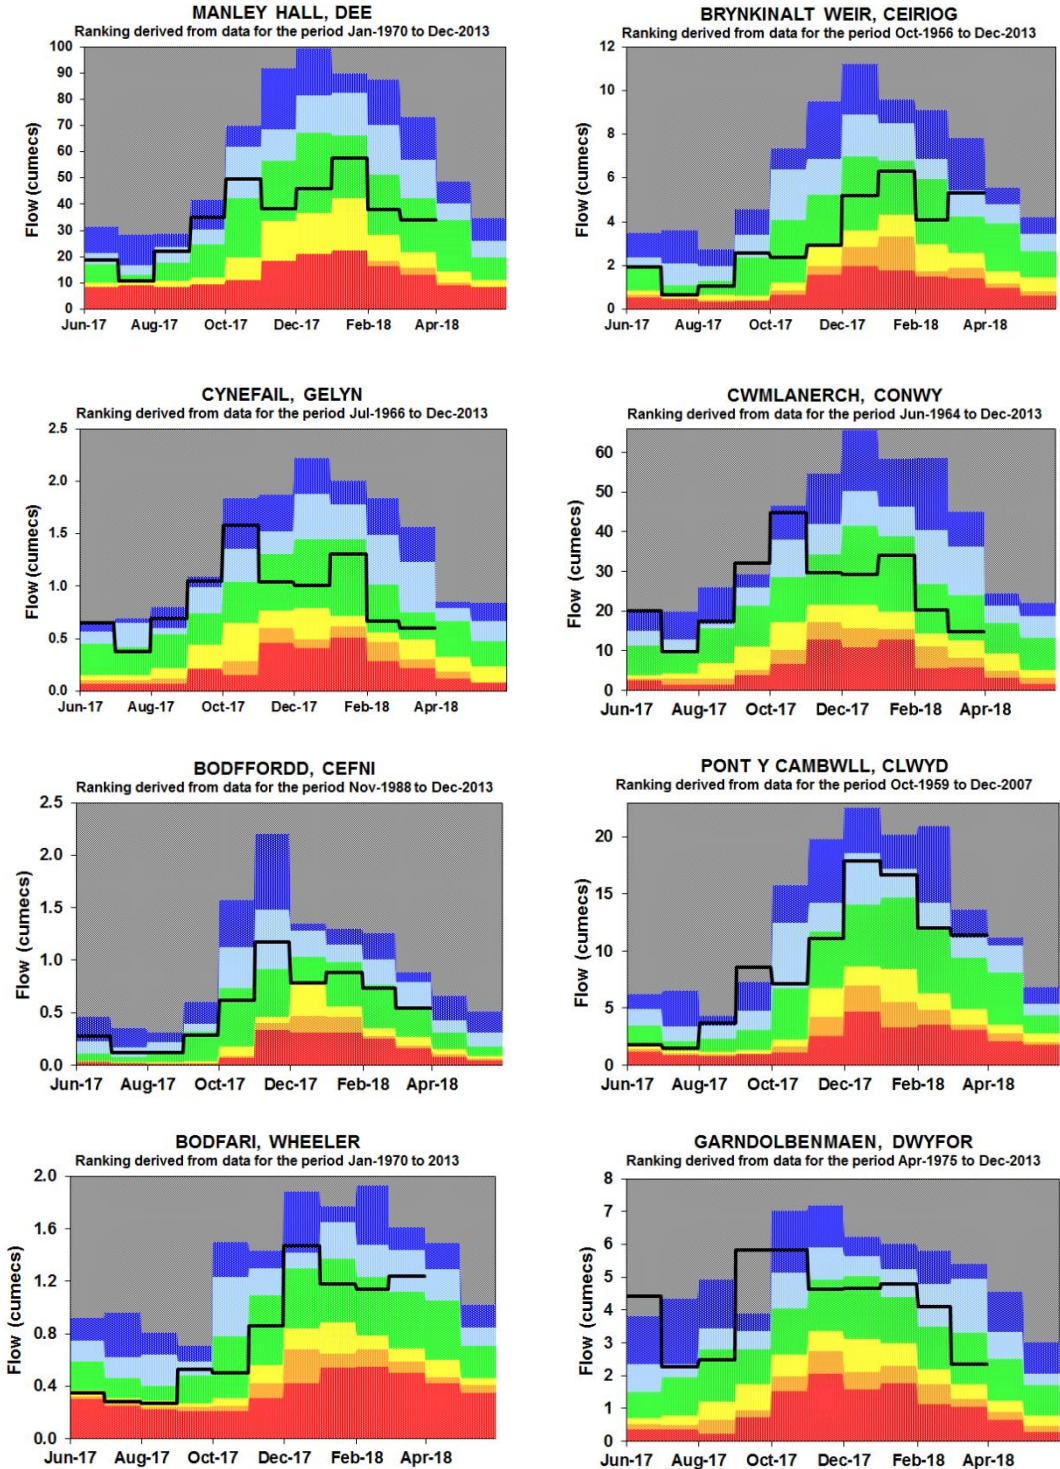 MANLEY HALL, DEE
Ranking derived from data for the period Jan-1970 to Dec-2013
Flow (cumecs)
100
90
80
70
60
50
40
30
20
10
0
Jun-17 Aug-17 Oct-17 Dec-17 Feb-18 Apr-18
BRYNKINALT WEIR, CEIRIOG
Ranking derived from data for the period Oct-1956 to Dec-2013
Flow (cumecs)
12
10
8
6
4
2
0
Jun-17 Aug-17 Oct-17 Dec-17 Feb-18 Apr-18
CYNEFAIL, GELYN
Ranking derived from data for the period Jul-1966 to Dec-2013
Flow (cumecs)
2.5
2.0
1.5
1.0
0.5
0.0
Jun-17 Aug-17 Oct-17 Dec-17 Feb-18 Apr-18
CWMLANERCH, CONWY
Ranking derived from data for the period Jun-1964 to Dec-2013
Flow (cumecs)
60
50
40
30
20
10
0
Jun-17 Aug-17 Oct-17 Dec-17 Feb-18 Apr-18
BODFFORDD, CEFNI
Ranking derived from data for the period Nov-1988 to Dec-2013
Flow (cumecs)
2.5
2.0
1.5
1.0
0.5
0.0
Jun-17 Aug-17 Oct-17 Dec-17 Feb-18 Apr-18
PONT Y CAMBWLL, CLWYD
Ranking derived from data for the period Oct-1959 to Dec-2007
Flow (cumecs)
20
15
10
5
0
Jun-17 Aug-17 Oct-17 Dec-17 Feb-18 Apr-18
BODFARI, WHEELER
Ranking derived from data for the period Jan-1970 to 2013
Flow (cumecs)
2.0
1.6
1.2
0.8
0.4
0.0
Jun-17 Aug-17 Oct-17 Dec-17 Feb-18 Apr-18
GARNDOLBENMAEN, DWYFOR
Ranking derived from data for the period Apr-1975 to Dec-2013
Flow (cumecs)
8
7
6
5
4
3
2
1
0
Jun-17 Aug-17 Oct-17 Dec-17 Feb-18 Apr-18